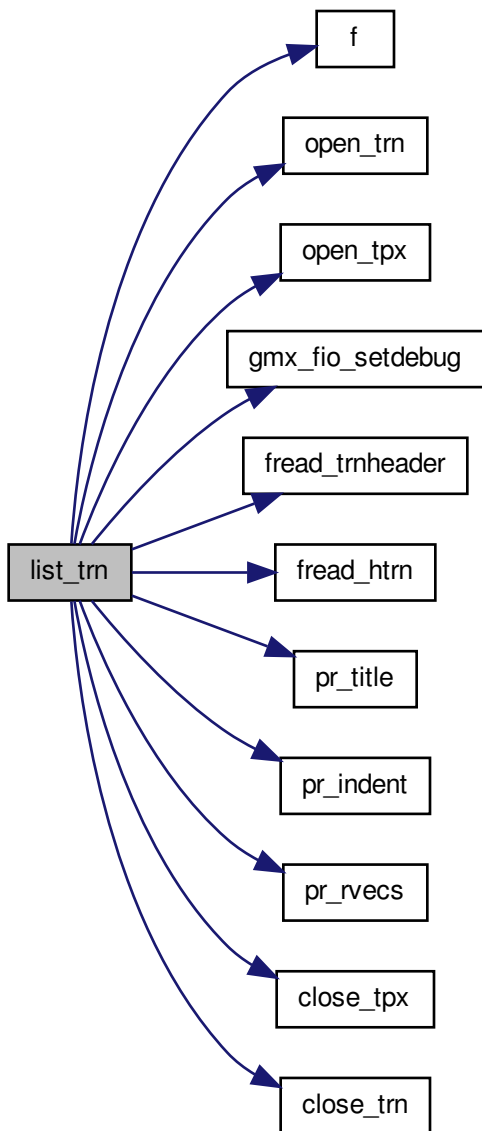 f
open_trn
open_tpx
gmx_fio_setdebug
fread_trnheader
list_trn
fread_htrn
pr_title
pr_indent
pr_rvecs
close_tpx
close_trn